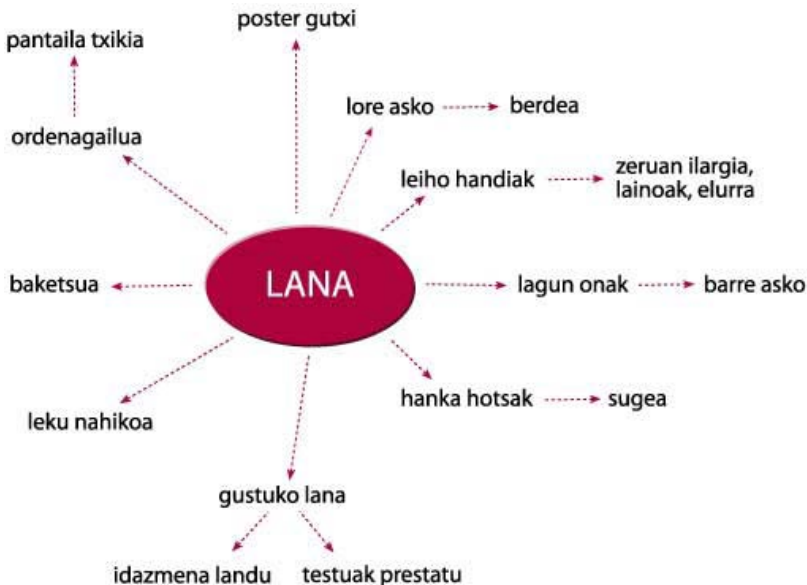 poster gutxi
pantaila txikia
lore asko
berdea
ordenagailua
leiho handiak
zeruan ilargia,
lainoak, elurra
baketsua
LANA
lagun onak
barre asko
hanka hotsak
sugea
leku nahikoa
gustuko lana
idazmena landu
testuak prestatu